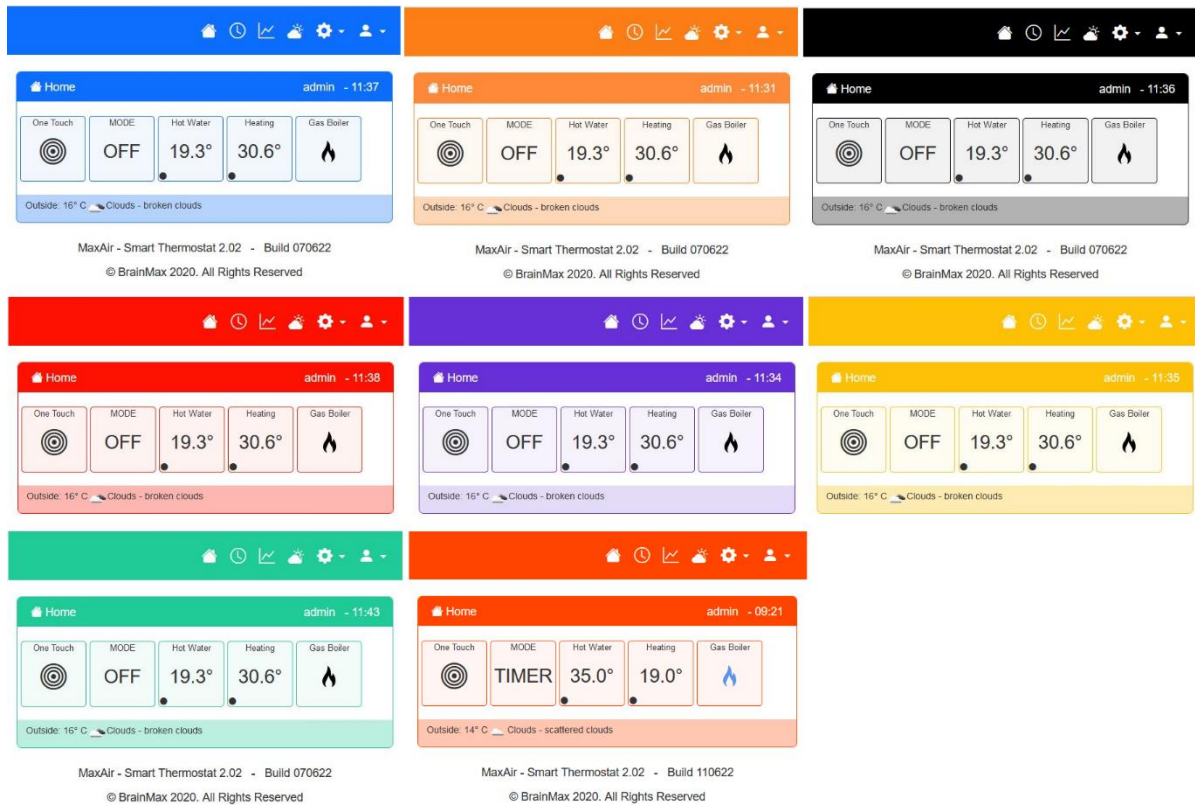 Home admin - 11:37
One Touch MODE Hot Water Heating Gas Boiler
OFF 19.3° 30.6°
Outside: 16° C Clouds - broken clouds
MaxAir - Smart Thermostat 2.02 - Build 070622
© BrainMax 2020. All Rights Reserved
Home admin - 11:31
One Touch MODE Hot Water Heating Gas Boiler
OFF 19.3° 30.6°
Outside: 16° C Clouds - broken clouds
MaxAir - Smart Thermostat 2.02 - Build 070622
© BrainMax 2020. All Rights Reserved
Home admin - 11:36
One Touch MODE Hot Water Heating Gas Boiler
OFF 19.3° 30.6°
Outside: 16° C Clouds - broken clouds
MaxAir - Smart Thermostat 2.02 - Build 070622
© BrainMax 2020. All Rights Reserved
Home admin - 11:38
One Touch MODE Hot Water Heating Gas Boiler
OFF 19.3° 30.6°
Outside: 16° C Clouds - broken clouds
Home admin - 11:34
One Touch MODE Hot Water Heating Gas Boiler
OFF 19.3° 30.6°
Outside: 16° C Clouds - broken clouds
Home admin - 11:35
One Touch MODE Hot Water Heating Gas Boiler
OFF 19.3° 30.6°
Outside: 16° C Clouds - broken clouds
Home admin - 11:43
One Touch MODE Hot Water Heating Gas Boiler
OFF 19.3° 30.6°
Outside: 16° C Clouds - broken clouds
MaxAir - Smart Thermostat 2.02 - Build 070622
© BrainMax 2020. All Rights Reserved
Home admin - 09:21
One Touch MODE Hot Water Heating Gas Boiler
TIMER 35.0° 19.0°
Outside: 14° C Clouds - scattered clouds
MaxAir - Smart Thermostat 2.02 - Build 110622
© BrainMax 2020. All Rights Reserved